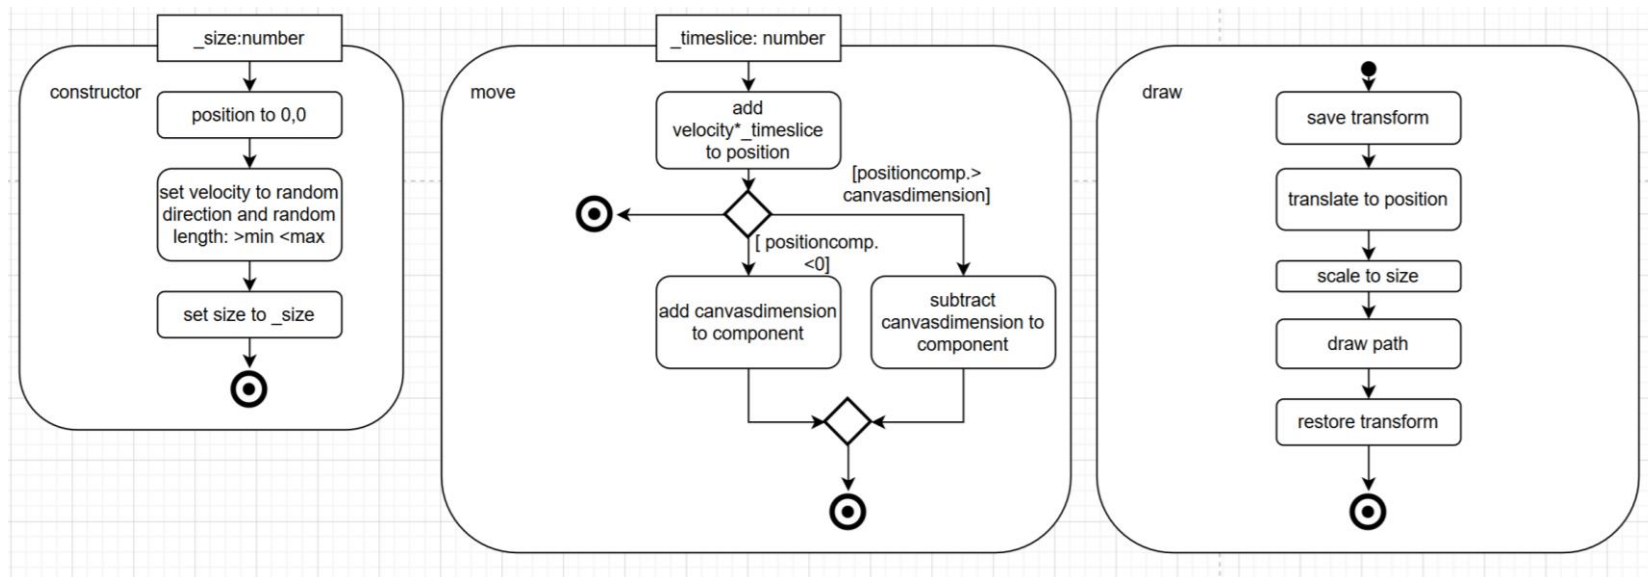 _size:number
constructor
position to 0,0
set velocity to random
direction and random
length: >min <max
set size to _size
_timeslice: number
move
add
velocity*_timeslice
to position
[positioncomp.>
canvasdimension]
[ positioncomp.
<0]
add canvasdimension
to component
subtract
canvasdimension to
component
draw
save transform
translate to position
scale to size
draw path
restore transform